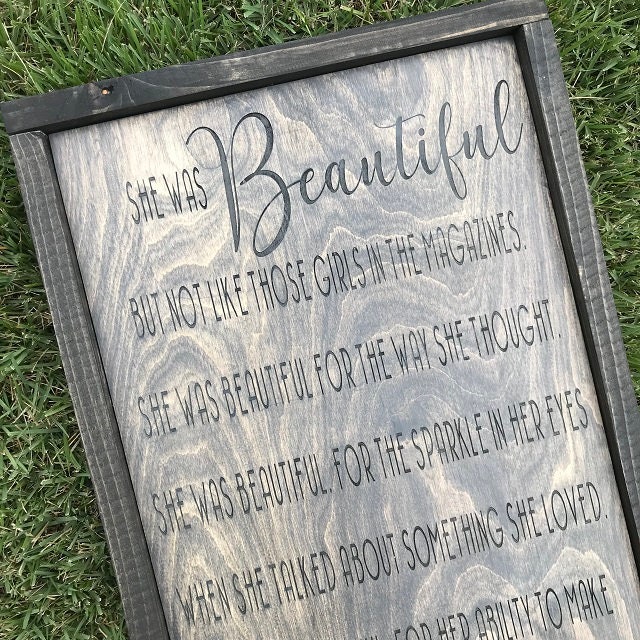 SHE WAS Beautiful
BUT NOT LIKE THOSE GIRLS IN THE MAGAZINES.
SHE WAS BEAUTIFUL FOR THE WAY SHE THOUGHT.
SHE WAS BEAUTIFUL, FOR THE SPARKLE IN HER EYES
WHEN SHE TALKED ABOUT SOMETHING SHE LOVED.
FOR HER ABILITY TO MAKE